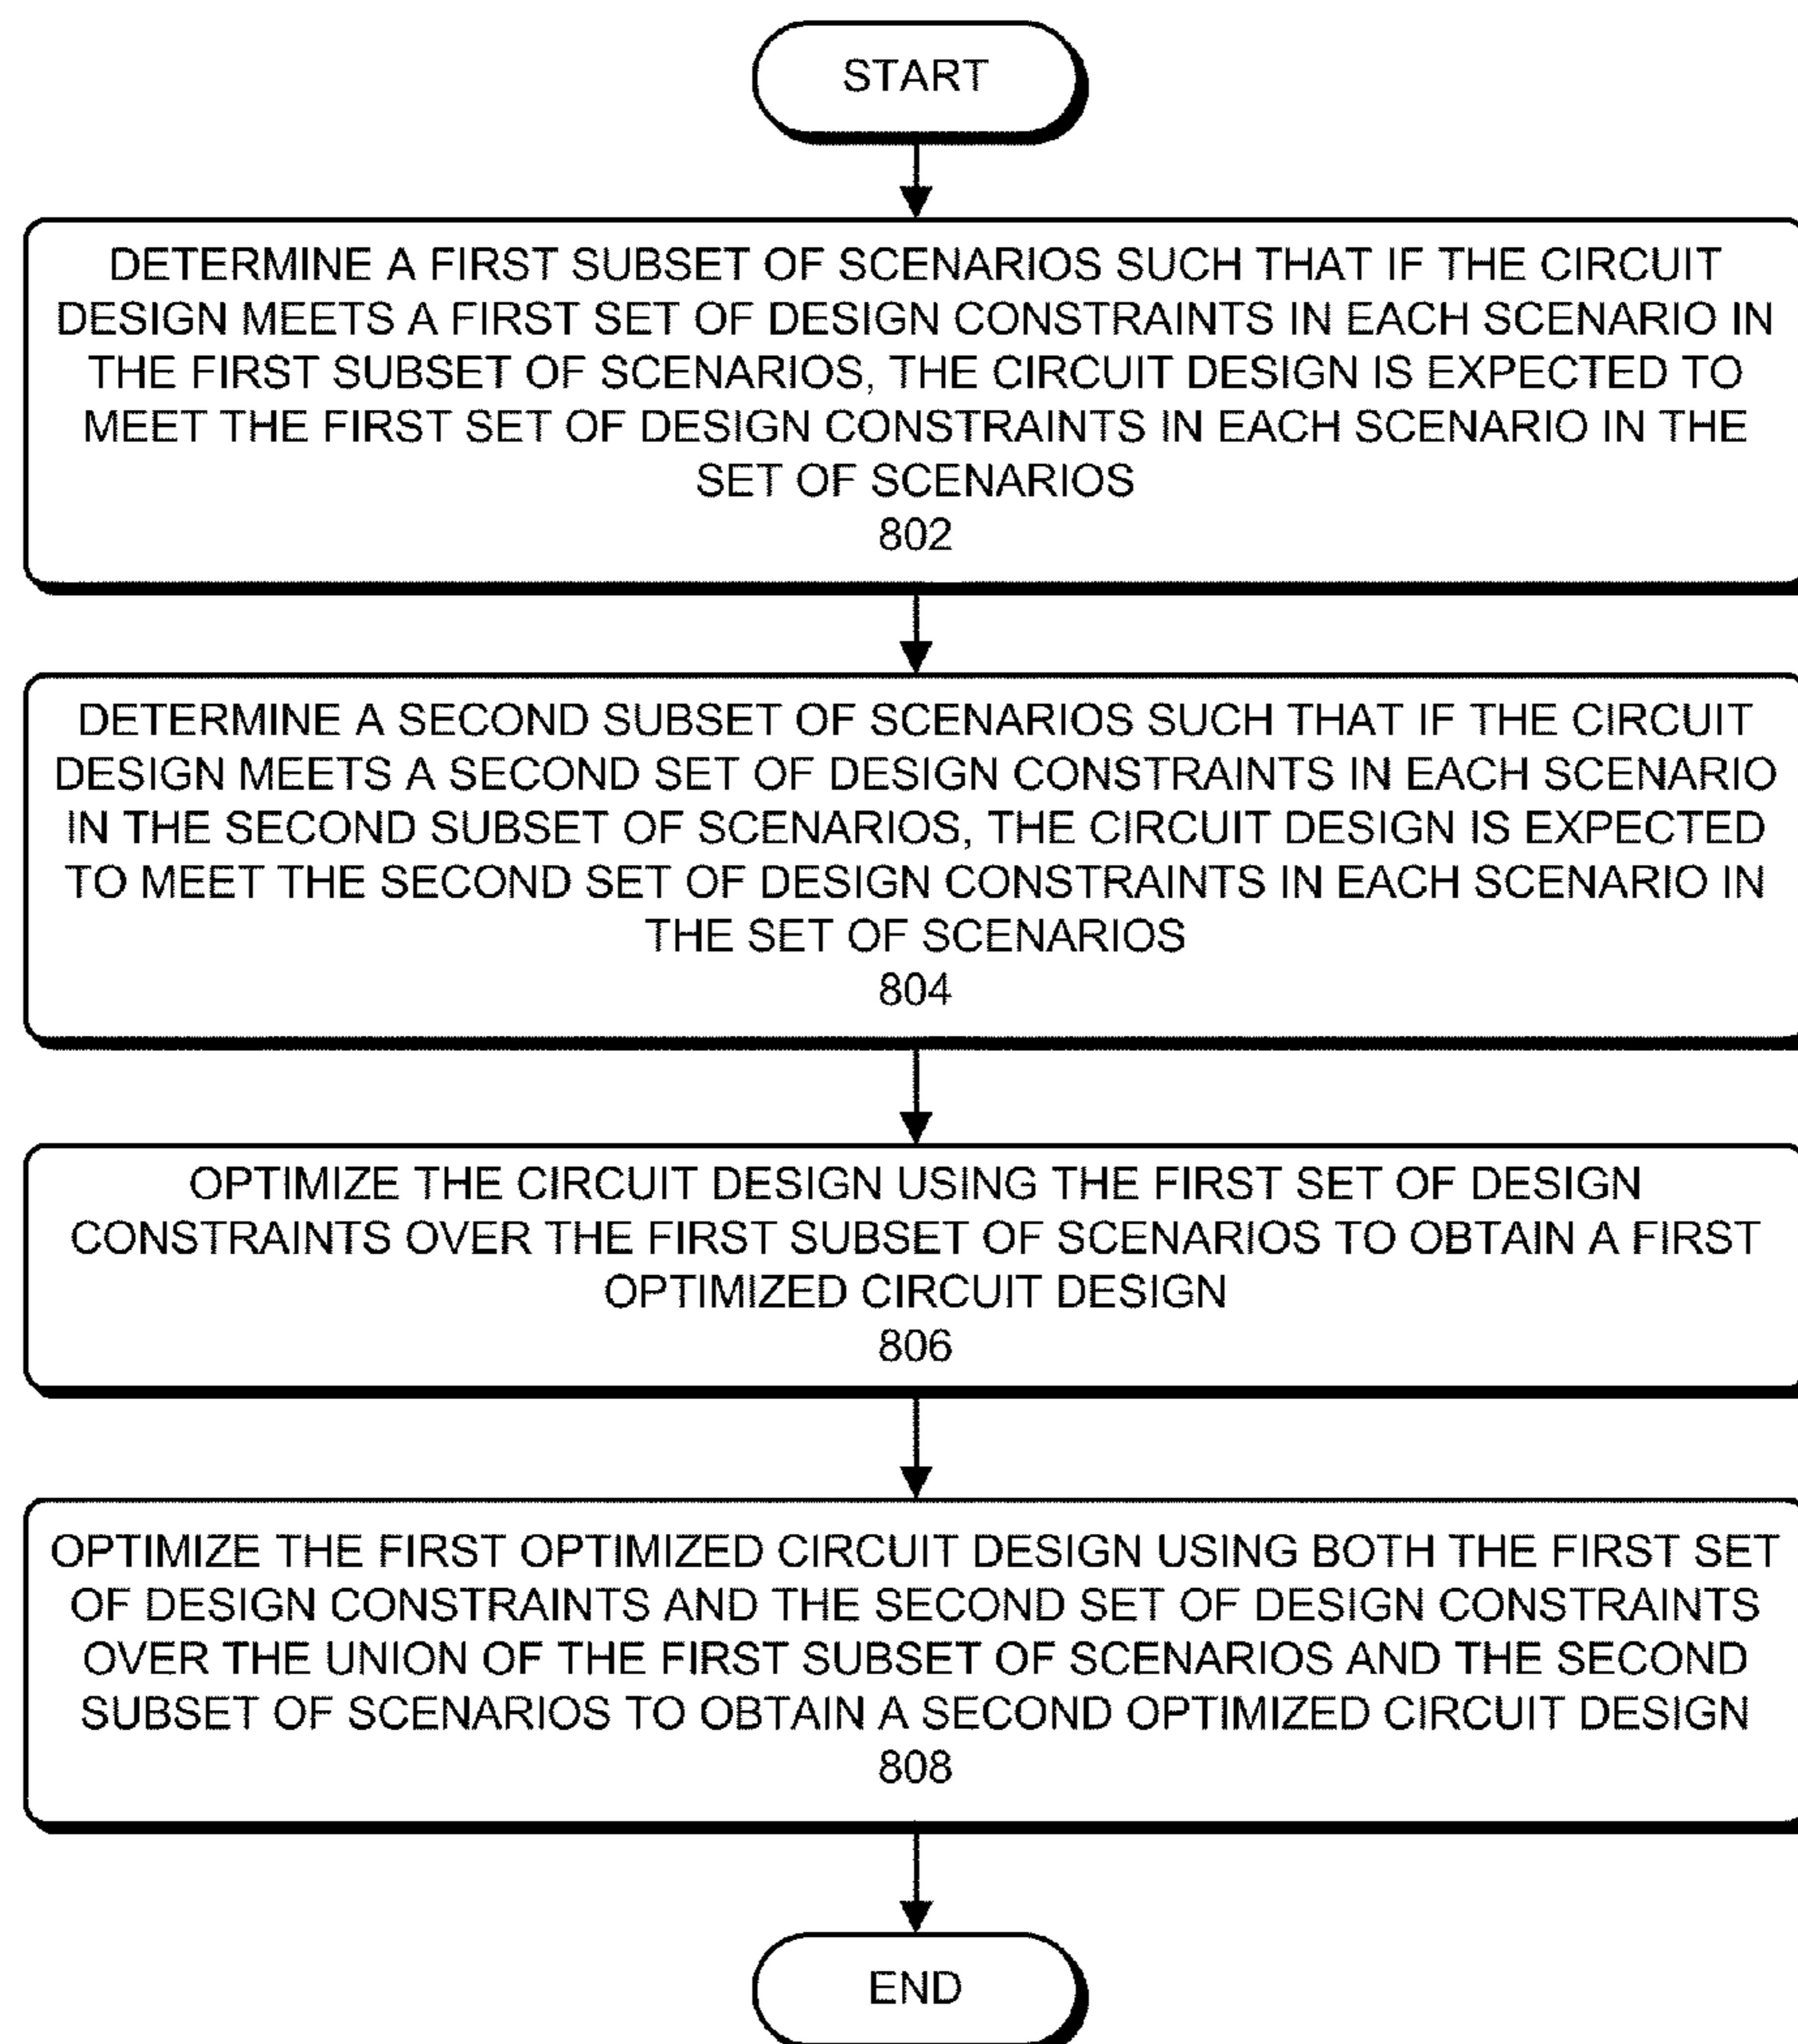 START
DETERMINE A FIRST SUBSET OF SCENARIOS SUCH THAT IF THE CIRCUIT
DESIGN MEETS A FIRST SET OF DESIGN CONSTRAINTS IN EACH SCENARIO IN
THE FIRST SUBSET OF SCENARIOS, THE CIRCUIT DESIGN IS EXPECTED TO
MEET THE FIRST SET OF DESIGN CONSTRAINTS IN EACH SCENARIO IN THE
SET OF SCENARIOS
802
DETERMINE A SECOND SUBSET OF SCENARIOS SUCH THAT IF THE CIRCUIT
DESIGN MEETS A SECOND SET OF DESIGN CONSTRAINTS IN EACH SCENARIO
IN THE SECOND SUBSET OF SCENARIOS, THE CIRCUIT DESIGN IS EXPECTED
TO MEET THE SECOND SET OF DESIGN CONSTRAINTS IN EACH SCENARIO IN
THE SET OF SCENARIOS
804
OPTIMIZE THE CIRCUIT DESIGN USING THE FIRST SET OF DESIGN
CONSTRAINTS OVER THE FIRST SUBSET OF SCENARIOS TO OBTAIN A FIRST
OPTIMIZED CIRCUIT DESIGN
806
OPTIMIZE THE FIRST OPTIMIZED CIRCUIT DESIGN USING BOTH THE FIRST SET
OF DESIGN CONSTRAINTS AND THE SECOND SET OF DESIGN CONSTRAINTS
OVER THE UNION OF THE FIRST SUBSET OF SCENARIOS AND THE SECOND
SUBSET OF SCENARIOS TO OBTAIN A SECOND OPTIMIZED CIRCUIT DESIGN
808
END